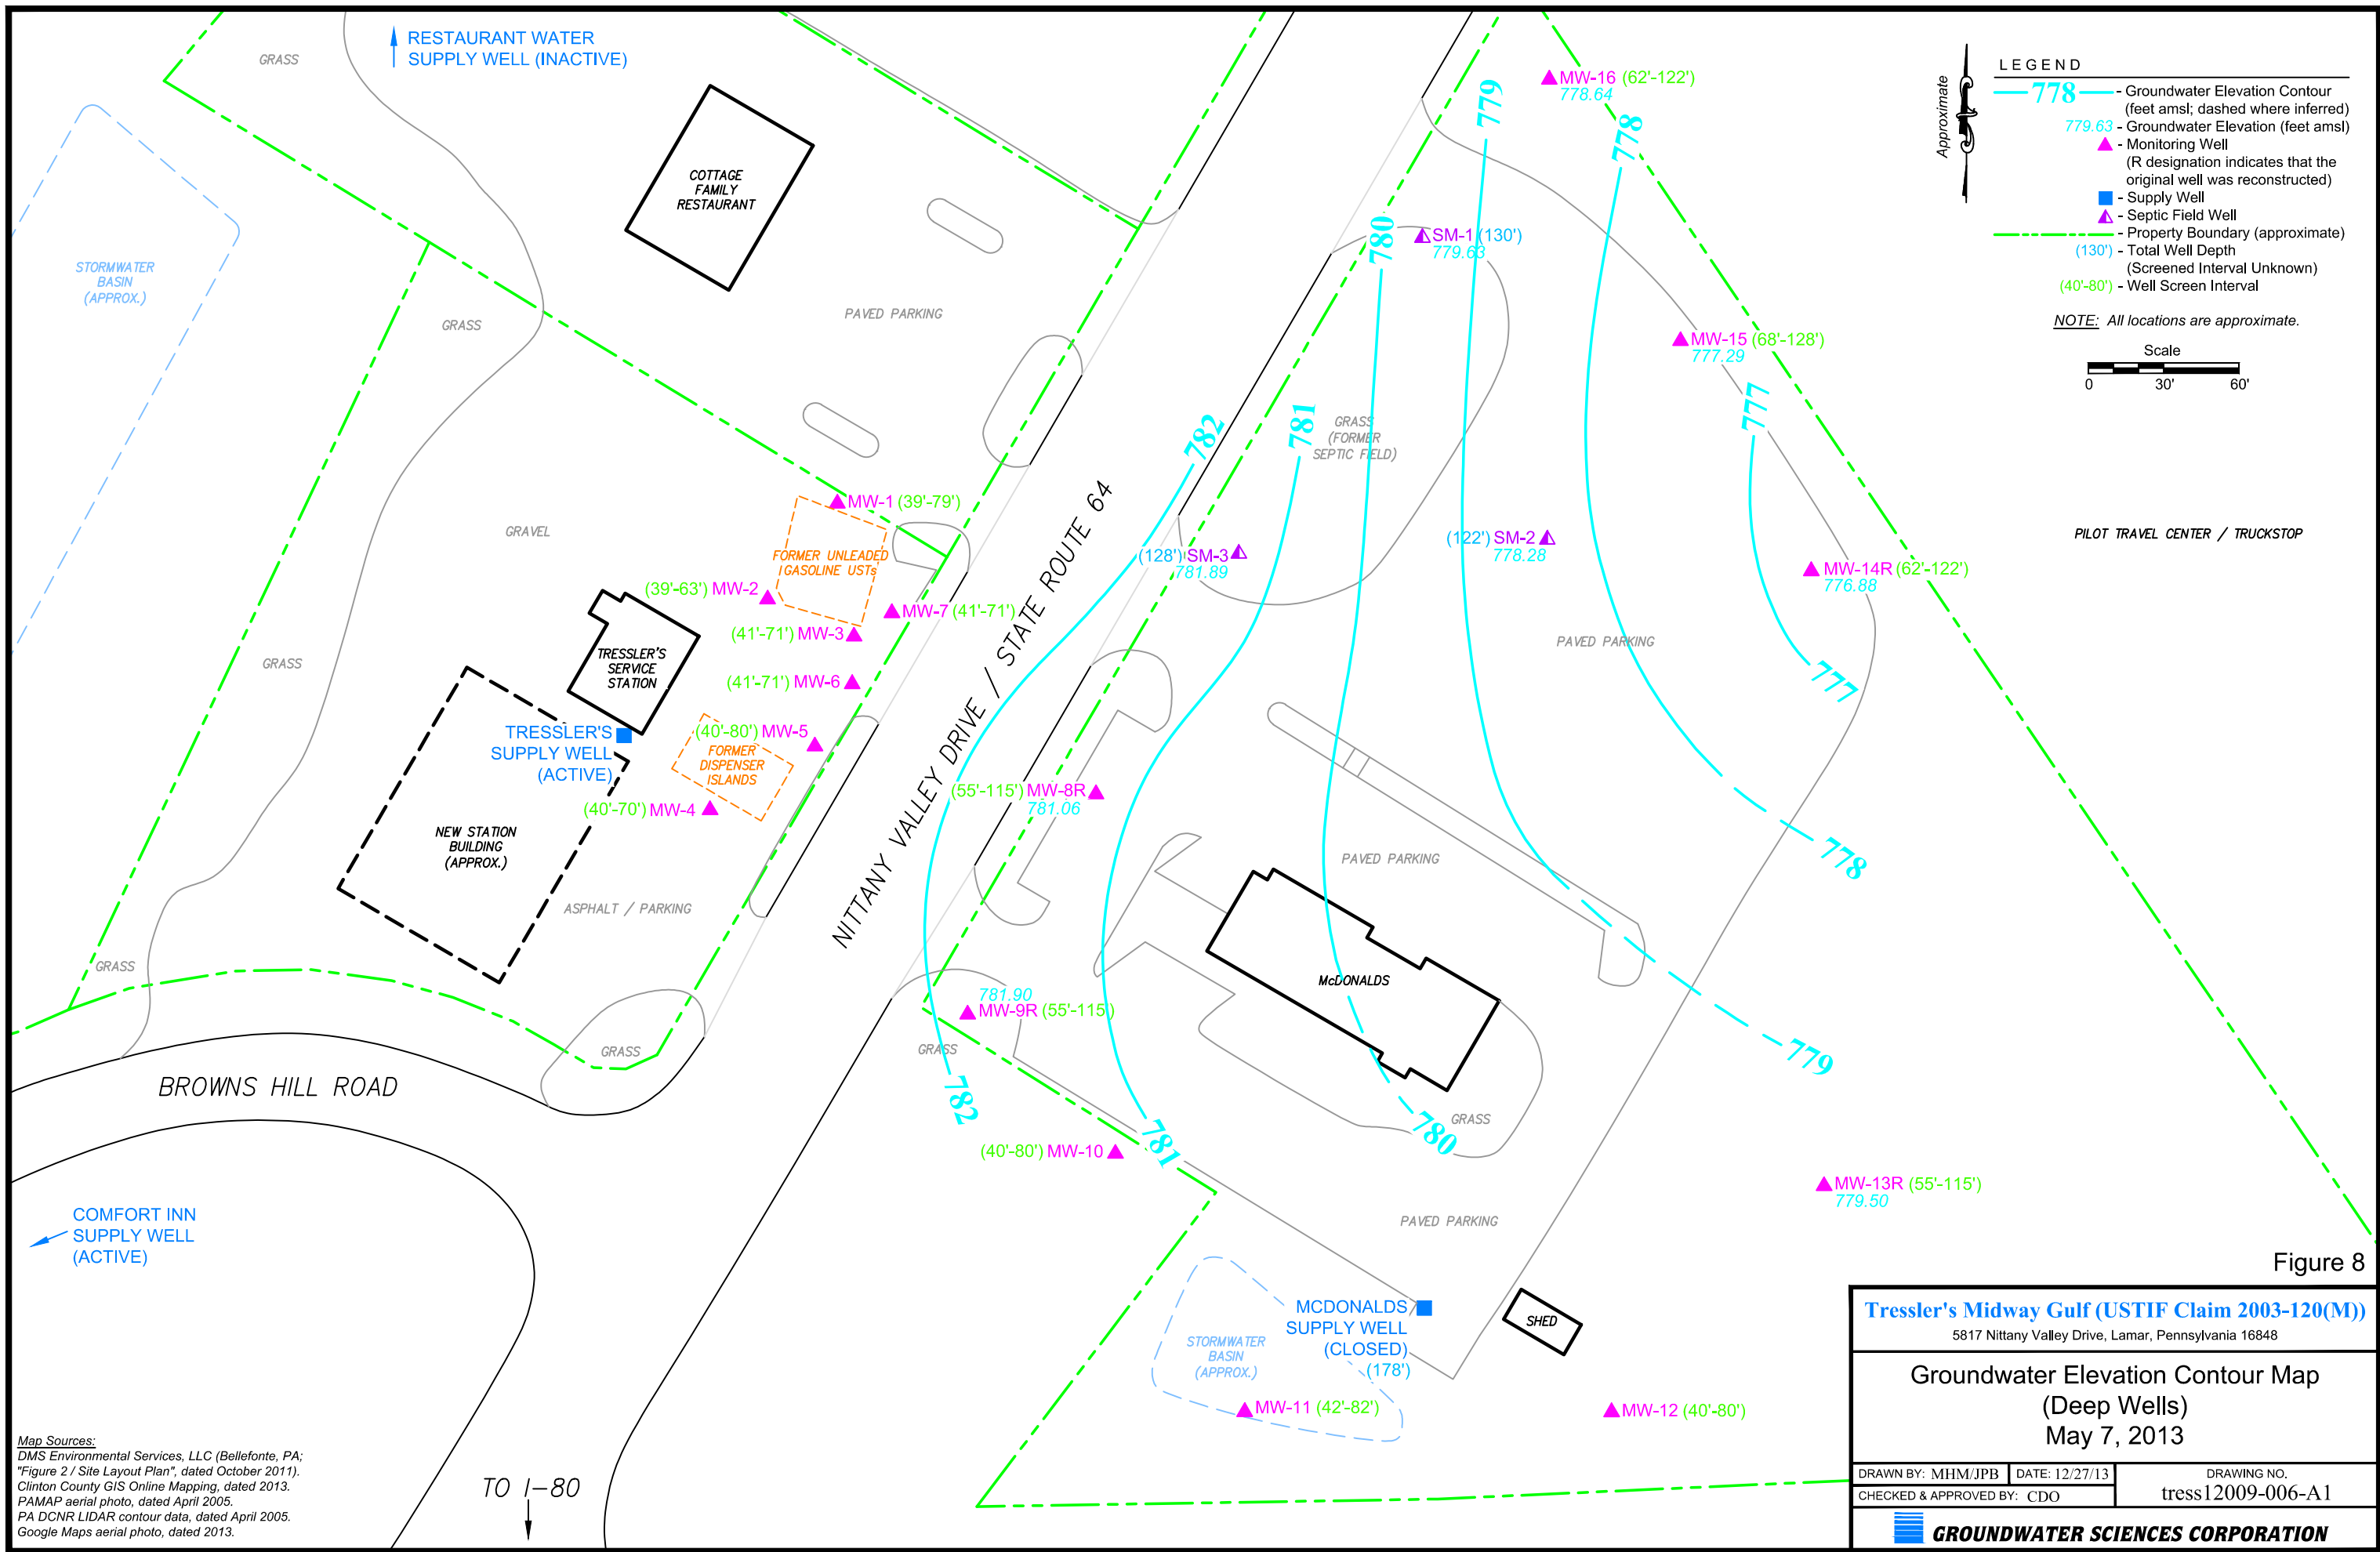 GRASS
RESTAURANT WATER
SUPPLY WELL (INACTIVE)
COTTAGE
FAMILY
RESTAURANT
STORMWATER
BASIN
(APPROX.)
GRASS
PAVED PARKING
MW-16 (62'-122')
778.64
779
778
780
SM-1 (130')
779.63
MW-15 (68'-128')
777.29
777
782
781
GRASS
(FORMER
SEPTIC FIELD)
Approximate
LEGEND
778 - Groundwater Elevation Contour
(feet amsl; dashed where inferred)
779.63 - Groundwater Elevation (feet amsl)
- Monitoring Well
(R designation indicates that the
original well was reconstructed)
- Supply Well
- Septic Field Well
- Property Boundary (approximate)
(130') - Total Well Depth
(Screened Interval Unknown)
(40'-80') - Well Screen Interval
NOTE: All locations are approximate.
Scale
0 30' 60'
PILOT TRAVEL CENTER / TRUCKSTOP
MW-1 (39'-79')
GRAVEL
FORMER UNLEADED
GASOLINE USTs
(39'-63') MW-2
MW-7 (41'-71')
(41'-71') MW-3
(41'-71') MW-6
GRASS
TRESSLER'S
SERVICE
STATION
TRESSLER'S
SUPPLY WELL
(ACTIVE)
(40'-80') MW-5
FORMER
DISPENSER
ISLANDS
(40'-70') MW-4
NEW STATION
BUILDING
(APPROX.)
ASPHALT / PARKING
GRASS
GRASS
NITTANY VALLEY DRIVE / STATE ROUTE 64
(128') SM-3
781.89
(122') SM-2
778.28
MW-14R (62'-122')
776.88
PAVED PARKING
777
(55'-115') MW-8R
781.06
PAVED PARKING
778
McDONALDS
781.90
MW-9R (55'-115')
GRASS
779
782
781
780
GRASS
(40'-80') MW-10
MW-13R (55'-115')
779.50
PAVED PARKING
BROWNS HILL ROAD
COMFORT INN
SUPPLY WELL
(ACTIVE)
MCDONALDS
SUPPLY WELL
(CLOSED)
(178')
SHED
STORMWATER
BASIN
(APPROX.)
MW-11 (42'-82')
MW-12 (40'-80')
TO I-80
Map Sources:
DMS Environmental Services, LLC (Bellefonte, PA;
"Figure 2 / Site Layout Plan", dated October 2011).
Clinton County GIS Online Mapping, dated 2013.
PAMAP aerial photo, dated April 2005.
PA DCNR LIDAR contour data, dated April 2005.
Google Maps aerial photo, dated 2013.
Figure 8
Tressler's Midway Gulf (USTIF Claim 2003-120(M))
5817 Nittany Valley Drive, Lamar, Pennsylvania 16848
Groundwater Elevation Contour Map
(Deep Wells)
May 7, 2013
DRAWN BY: MHM/JPB DATE: 12/27/13
CHECKED & APPROVED BY: CDO
DRAWING NO.
tress12009-006-A1
GROUNDWATER SCIENCES CORPORATION